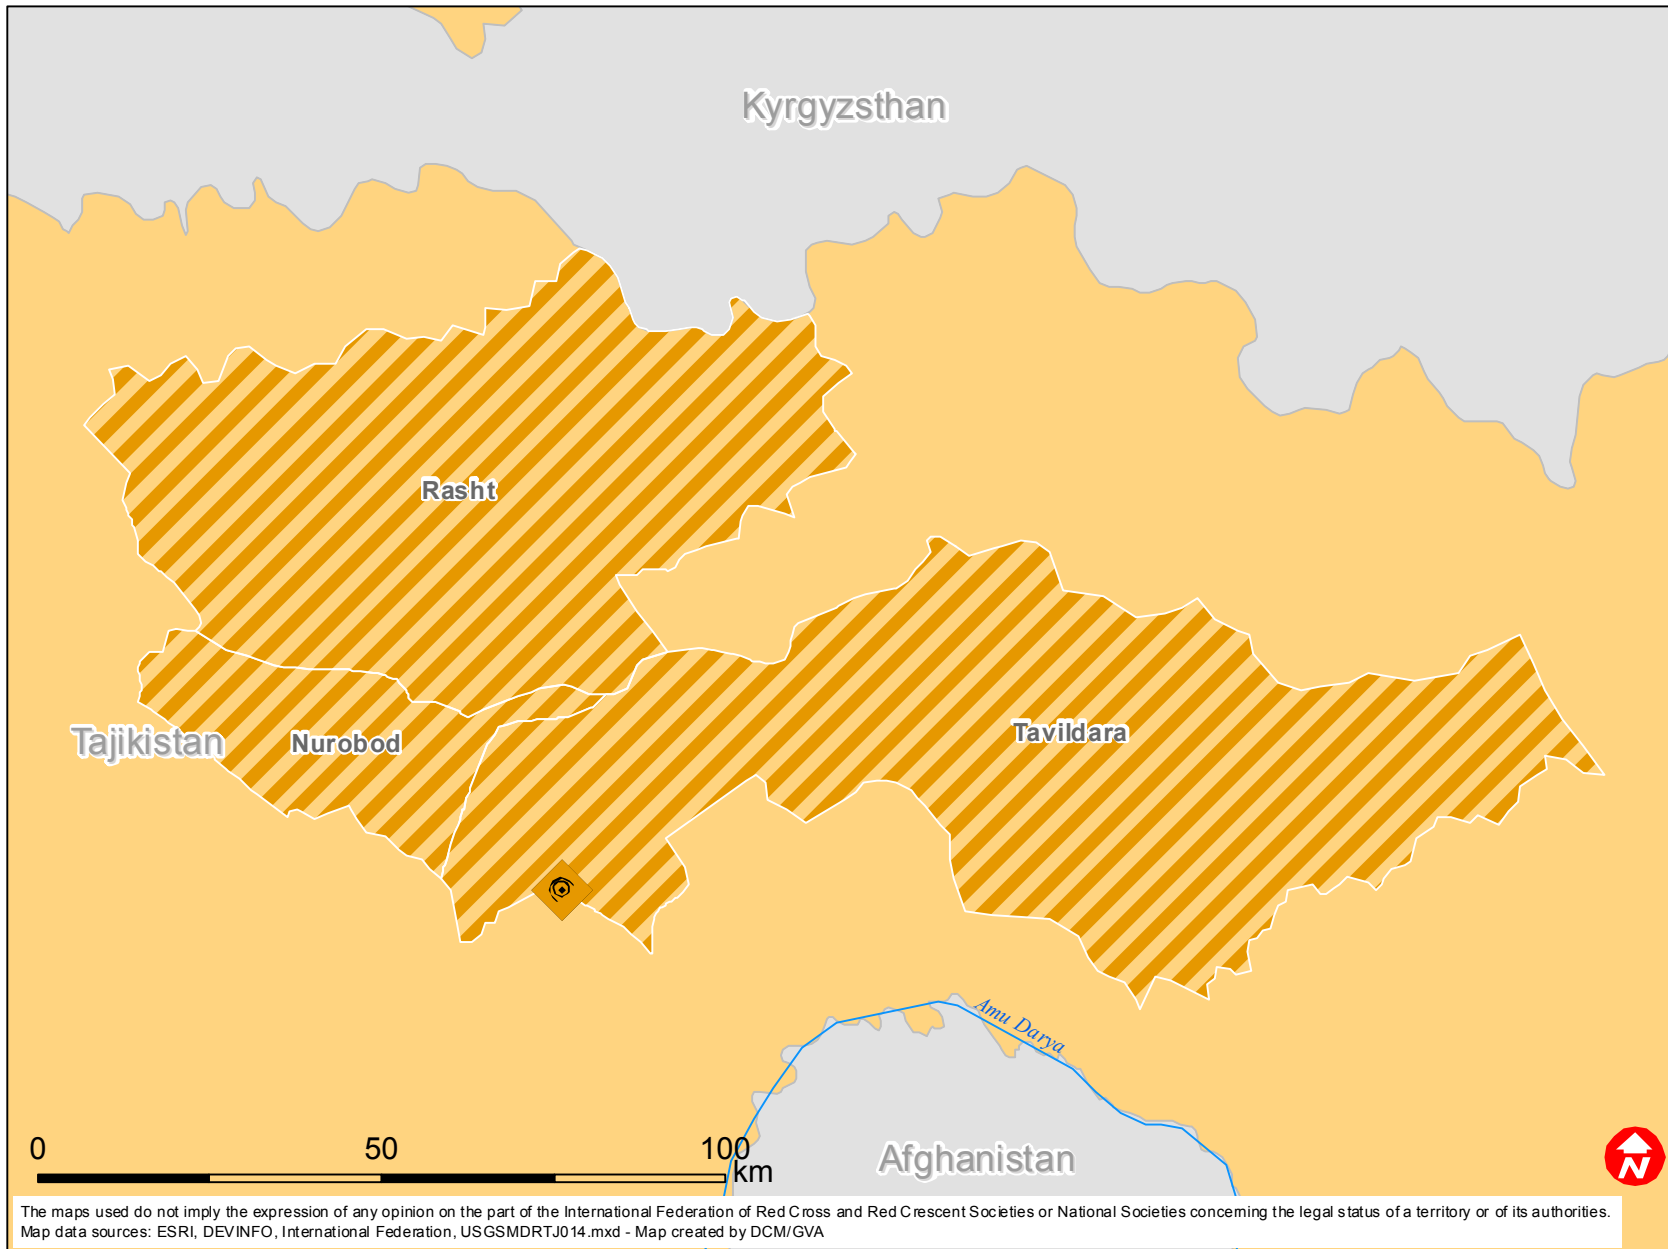 Kyrgyzsthan
Rasht
Tavildara
Tajikistan
Nurobod
Amu Darya
Afghanistan
0 50 100
km
N
The maps used do not imply the expression of any opinion on the part of the International Federation of Red Cross and Red Crescent Societies or National Societies concerning the legal status of a territory or of its authorities.
Map data sources: ESRI, DEVINFO, International Federation, USGSMDRTJ014.mxd - Map created by DCM/GVA